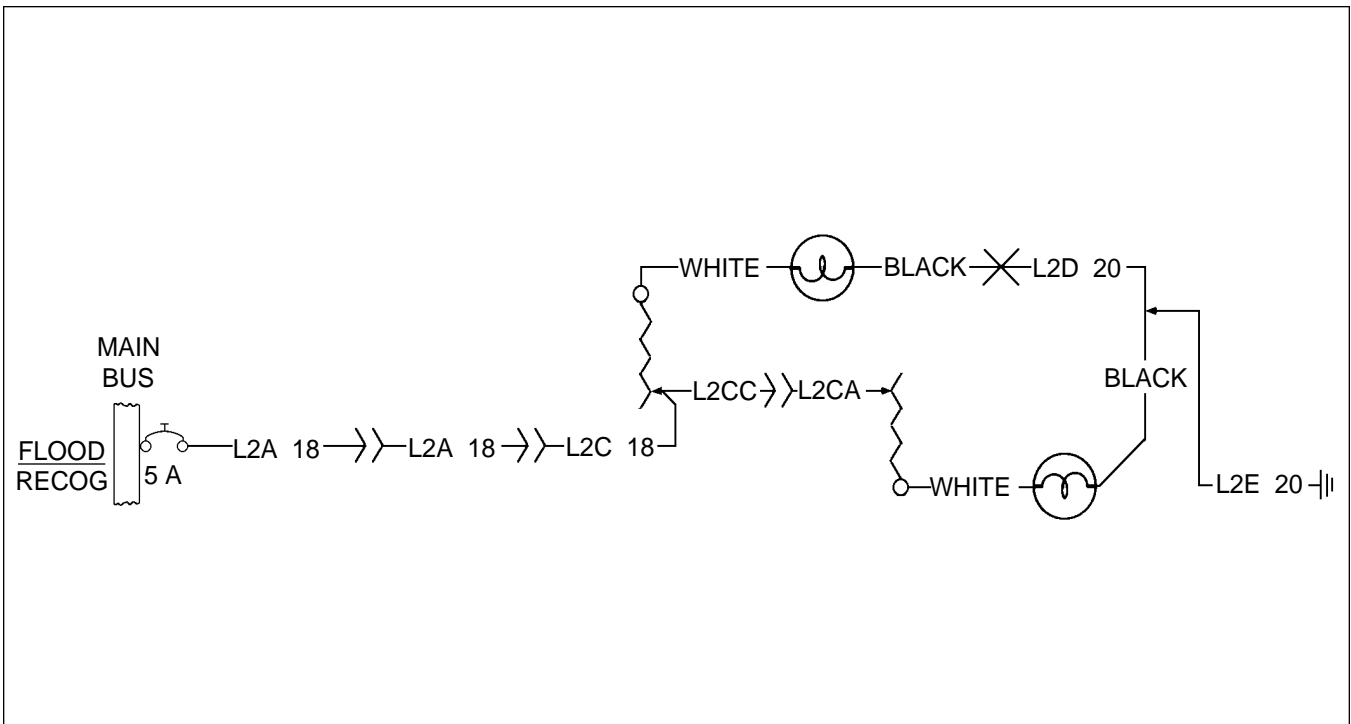 WHITE
BLACK
L2D 20
MAIN
BUS
L2CC
L2CA
BLACK
FLOOD
RECOG
5 A
L2A 18
L2A 18
L2C 18
WHITE
L2E 20